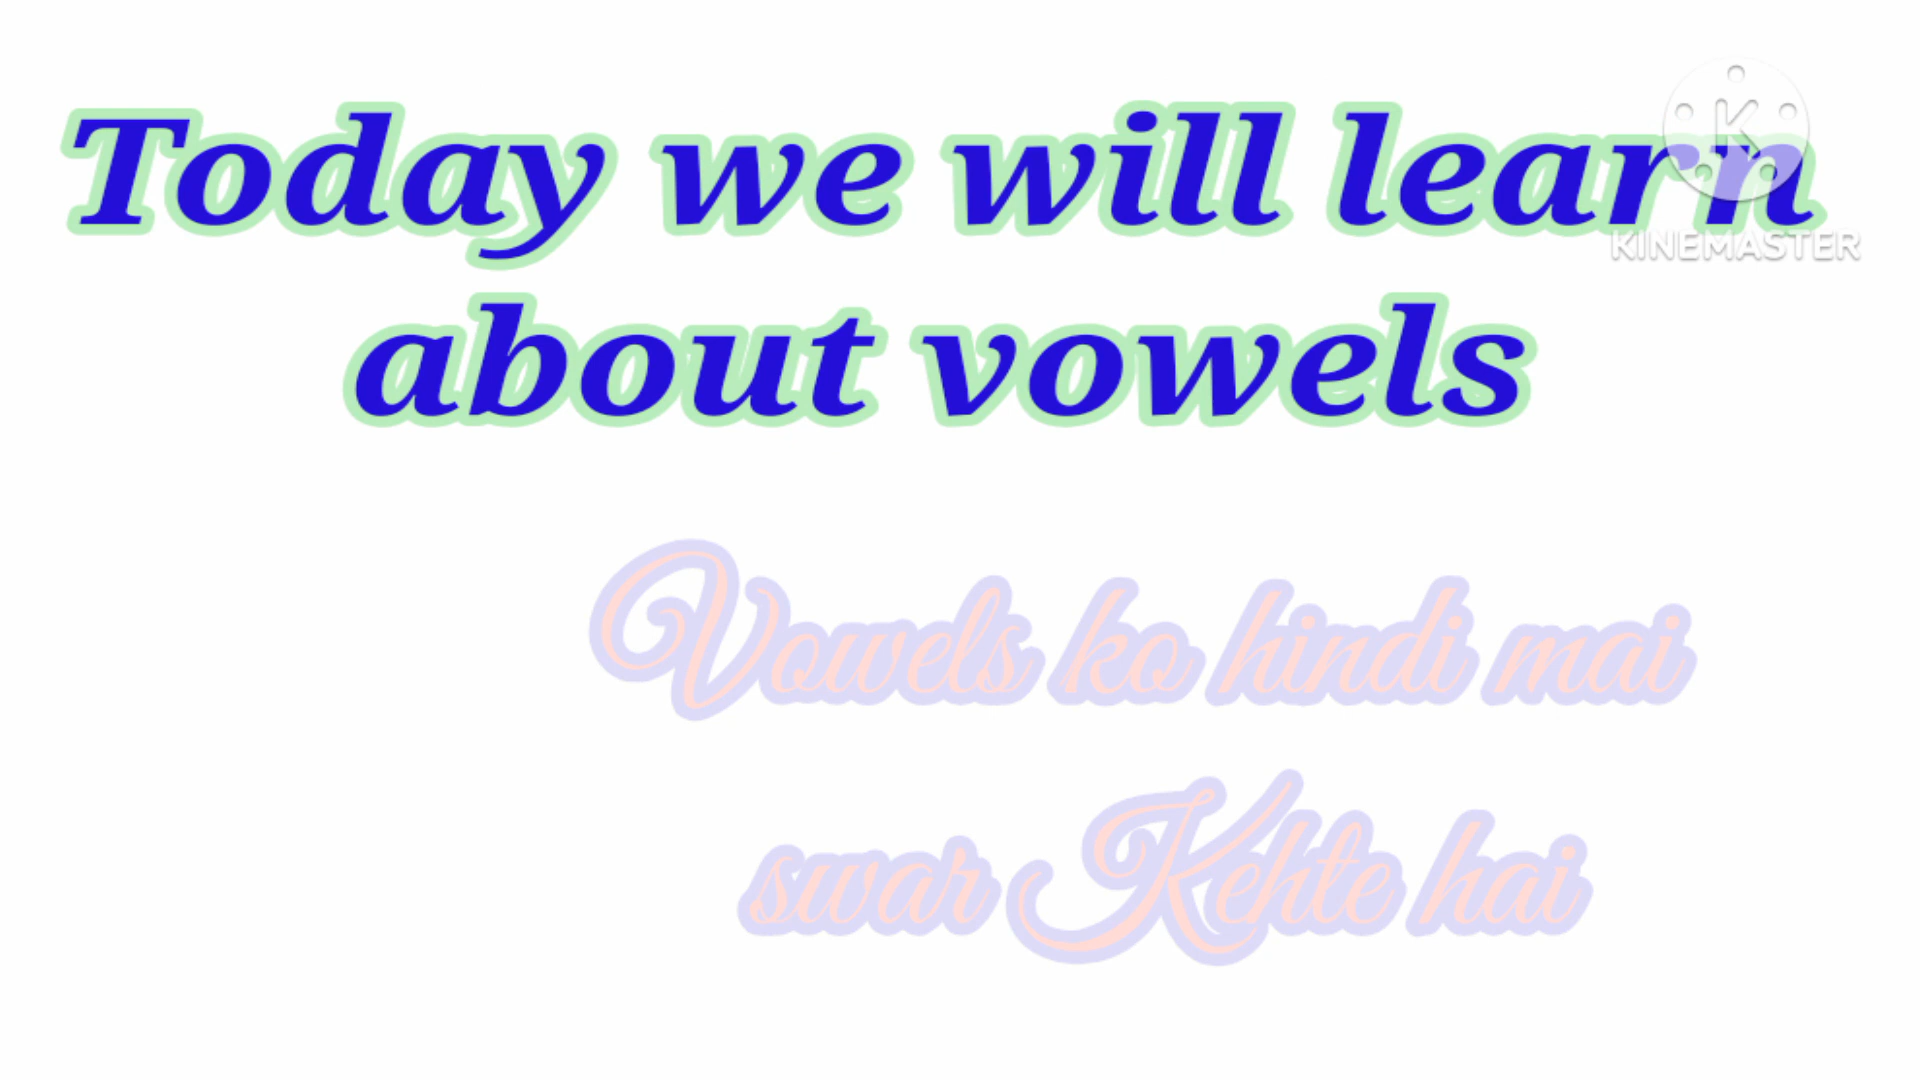 Today we will learn
about vowels
K
KINEMASTER
Vowels ko hindi mai
swar Kehte hai